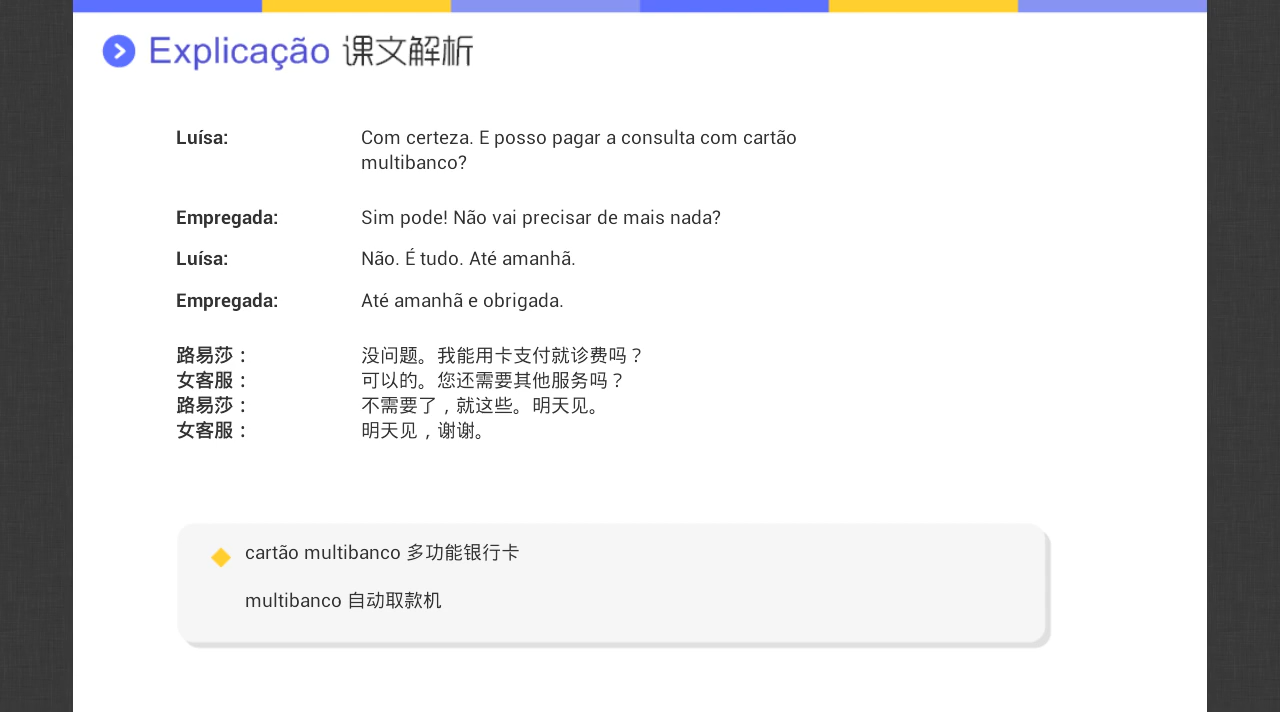 Explicação 课文解析
Luísa: Com certeza. E posso pagar a consulta com cartão
multibanco?
Empregada: Sim pode! Não vai precisar de mais nada?
Luísa: Não. É tudo. Até amanhã.
Empregada: Até amanhã e obrigada.
路易莎： 没问题。我能用卡支付就诊费吗？
女客服： 可以的。您还需要其他服务吗？
路易莎： 不需要了，就这些。明天见。
女客服： 明天见，谢谢。
cartão multibanco 多功能银行卡
multibanco 自动取款机